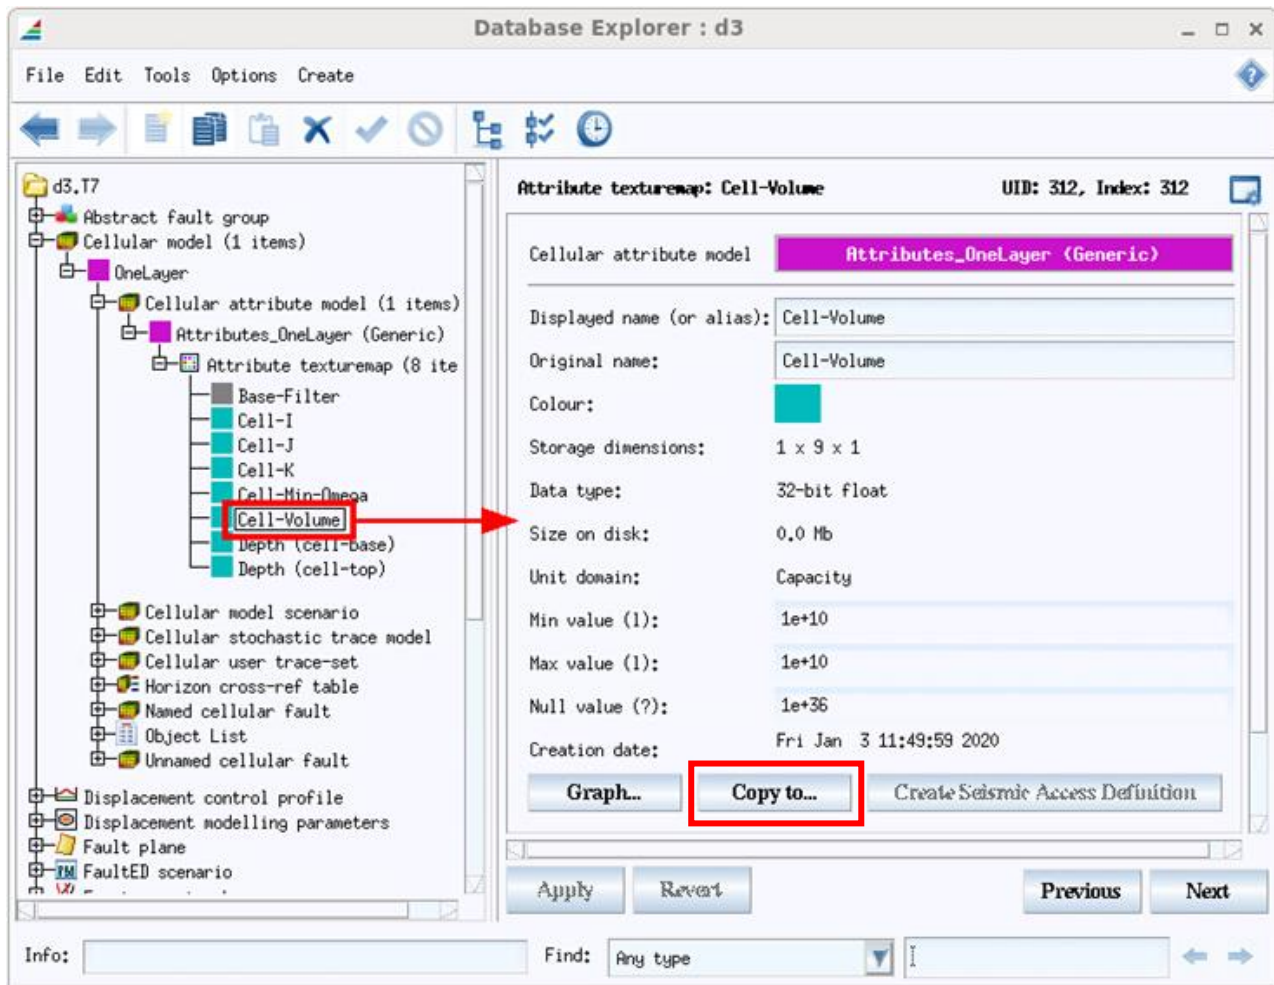 Database Explorer : d3
File Edit Tools Options Create
d3.T7
Abstract fault group
Cellular model (1 items)
OneLayer
Cellular attribute model (1 items)
Attributes_OneLayer (Generic)
Attribute texturemap (8 ite
Base-Filter
Cell-I
Cell-J
Cell-K
Cell-Min-Omega
Cell-Volume
Depth (cell-base)
Depth (cell-top)
Cellular model scenario
Cellular stochastic trace model
Cellular user trace-set
Horizon cross-ref table
Named cellular fault
Object List
Unnamed cellular fault
Displacement control profile
Displacement modelling parameters
Fault plane
FaultED scenario
Attribute texturemap: Cell-Volume UID: 312, Index: 312
Cellular attribute model Attributes_OneLayer (Generic)
Displayed name (or alias): Cell-Volume
Original name: Cell-Volume
Colour:
Storage dimensions: 1 x 9 x 1
Data type: 32-bit float
Size on disk: 0.0 Mb
Unit domain: Capacity
Min value (l): 1e+10
Max value (l): 1e+10
Null value (?): 1e+36
Creation date: Fri Jan 3 11:49:59 2020
Graph... Copy to... Create Seismic Access Definition
Apply Revert Previous Next
Info: Find: Any type